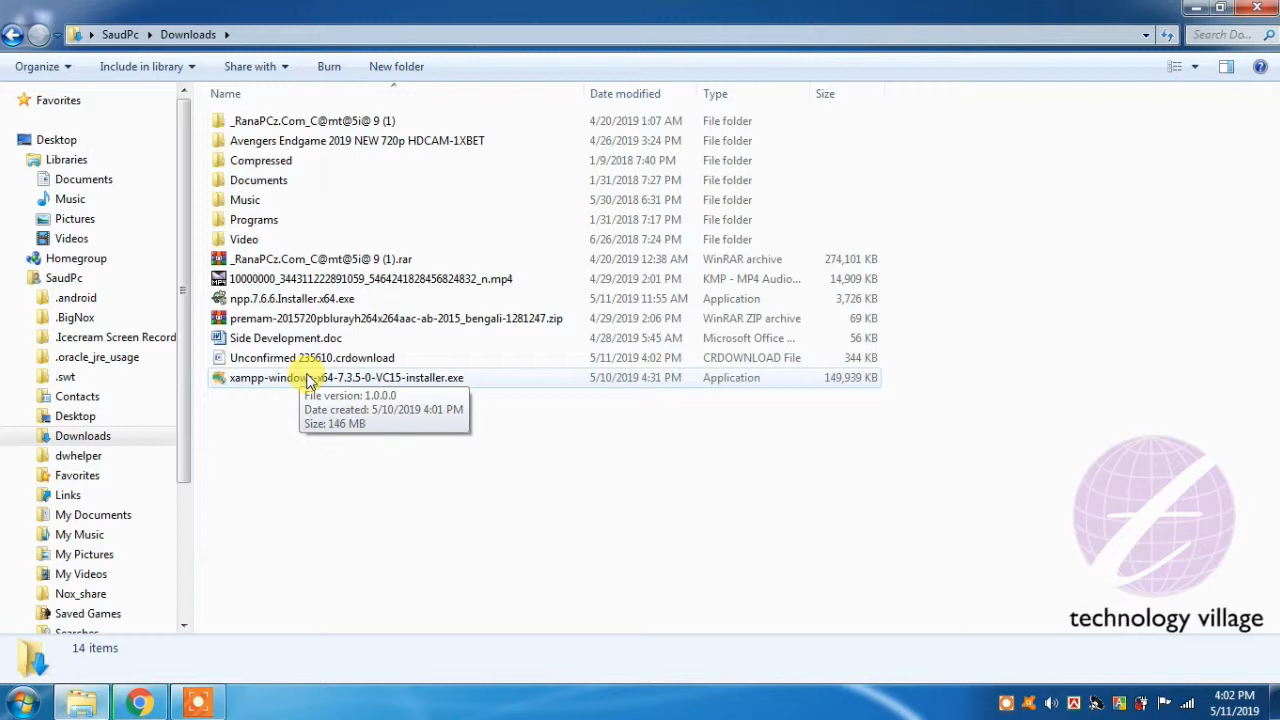 SaudPc Downloads Search Do...
Organize Include in library Share with Burn New folder
Favorites
Desktop
Libraries
Documents
Music
Pictures
Videos
Homegroup
SaudPc
.android
.BigNox
.Icecream Screen Record
.oracle_jre_usage
.swt
Contacts
Desktop
Downloads
dwhelper
Favorites
Links
My Documents
My Music
My Pictures
My Videos
Nox_share
Saved Games
Searches
Name Date modified Type Size
_RanaPCz.Com_C@mt@5i@ 9 (1) 4/20/2019 1:07 AM File folder
Avengers Endgame 2019 NEW 720p HDCAM-1XBET 4/26/2019 3:24 PM File folder
Compressed 1/9/2018 7:40 PM File folder
Documents 1/31/2018 7:27 PM File folder
Music 5/30/2018 6:31 PM File folder
Programs 1/31/2018 7:17 PM File folder
Video 6/26/2018 7:24 PM File folder
_RanaPCz.Com_C@mt@5i@ 9 (1).rar 4/20/2019 12:38 AM WinRAR archive 274,101 KB
10000000_344311222891059_5464241828456824832_n.mp4 4/29/2019 2:01 PM KMP - MP4 Audio... 14,909 KB
npp.7.6.6.Installer.x64.exe 5/11/2019 11:55 AM Application 3,726 KB
premam-2015720pblurayh264x264aac-ab-2015_bengali-1281247.zip 4/29/2019 2:06 PM WinRAR ZIP archive 69 KB
Side Development.doc 4/28/2019 5:45 AM Microsoft Office ... 56 KB
Unconfirmed 235610.crdownload 5/11/2019 4:02 PM CRDOWNLOAD File 344 KB
xampp-windows-x64-7.3.5-0-VC15-installer.exe 5/10/2019 4:31 PM Application 149,939 KB
File version: 1.0.0.0
Date created: 5/10/2019 4:01 PM
Size: 146 MB
technology village
14 items
4:02 PM
5/11/2019